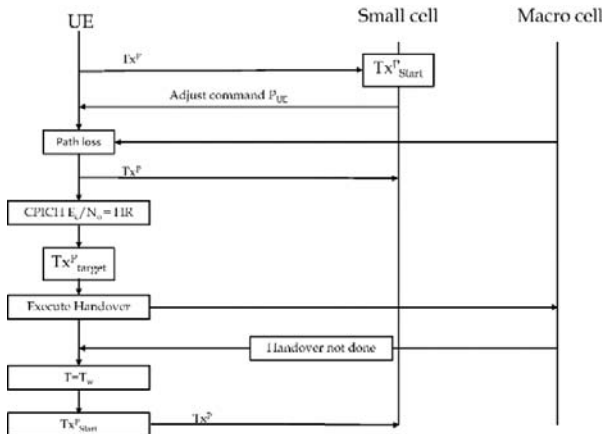 UE Small cell Macro cell
Tx^P
Tx^P_Start
Adjust command P_UE
Path loss
Tx^P
CPICH E_c/N_o = HR
Tx^P_target
Execute Handover
Handover not done
T=T_w
Tx^P_Start Tx^P